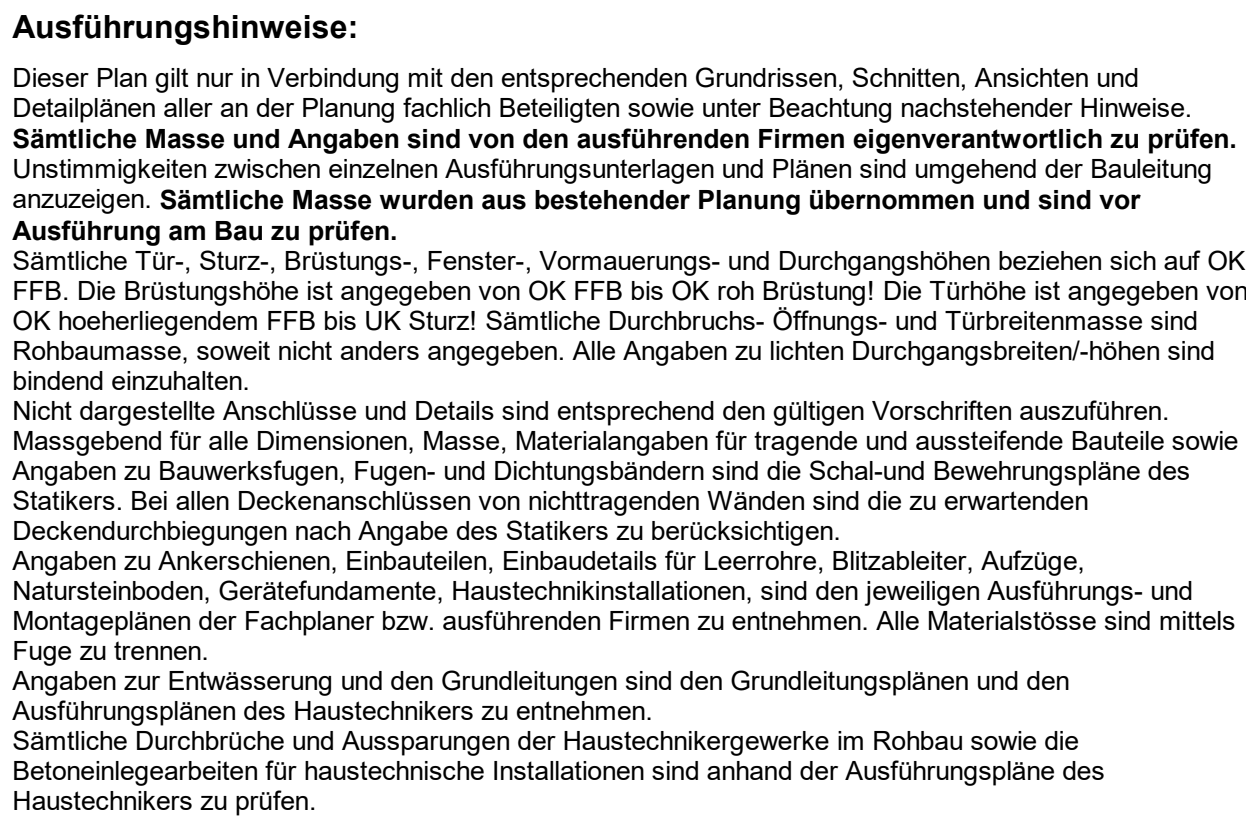 Ausführungshinweise:
Dieser Plan gilt nur in Verbindung mit den entsprechenden Grundrissen, Schnitten, Ansichten und
Detailplänen aller an der Planung fachlich Beteiligten sowie unter Beachtung nachstehender Hinweise.
Sämtliche Masse und Angaben sind von den ausführenden Firmen eigenverantwortlich zu prüfen.
Unstimmigkeiten zwischen einzelnen Ausführungsunterlagen und Plänen sind umgehend der Bauleitung
anzuzeigen. Sämtliche Masse wurden aus bestehender Planung übernommen und sind vor
Ausführung am Bau zu prüfen.
Sämtliche Tür-, Sturz-, Brüstungs-, Fenster-, Vormauerungs- und Durchgangshöhen beziehen sich auf OK
FFB. Die Brüstungshöhe ist angegeben von OK FFB bis OK roh Brüstung! Die Türhöhe ist angegeben von
OK hoeherliegendem FFB bis UK Sturz! Sämtliche Durchbruchs- Öffnungs- und Türbreitenmasse sind
Rohbaumasse, soweit nicht anders angegeben. Alle Angaben zu lichten Durchgangsbreiten/-höhen sind
bindend einzuhalten.
Nicht dargestellte Anschlüsse und Details sind entsprechend den gültigen Vorschriften auszuführen.
Massgebend für alle Dimensionen, Masse, Materialangaben für tragende und aussteifende Bauteile sowie
Angaben zu Bauwerksfugen, Fugen- und Dichtungsbändern sind die Schal-und Bewehrungspläne des
Statikers. Bei allen Deckenanschlüssen von nichttragenden Wänden sind die zu erwartenden
Deckendurchbiegungen nach Angabe des Statikers zu berücksichtigen.
Angaben zu Ankerschienen, Einbauteilen, Einbaudetails für Leerrohre, Blitzableiter, Aufzüge,
Natursteinboden, Gerätefundamente, Haustechnikinstallationen, sind den jeweiligen Ausführungs- und
Montageplänen der Fachplaner bzw. ausführenden Firmen zu entnehmen. Alle Materialstösse sind mittels
Fuge zu trennen.
Angaben zur Entwässerung und den Grundleitungen sind den Grundleitungsplänen und den
Ausführungsplänen des Haustechnikers zu entnehmen.
Sämtliche Durchbrüche und Aussparungen der Haustechnikergewerke im Rohbau sowie die
Betoneinlegearbeiten für haustechnische Installationen sind anhand der Ausführungspläne des
Haustechnikers zu prüfen.